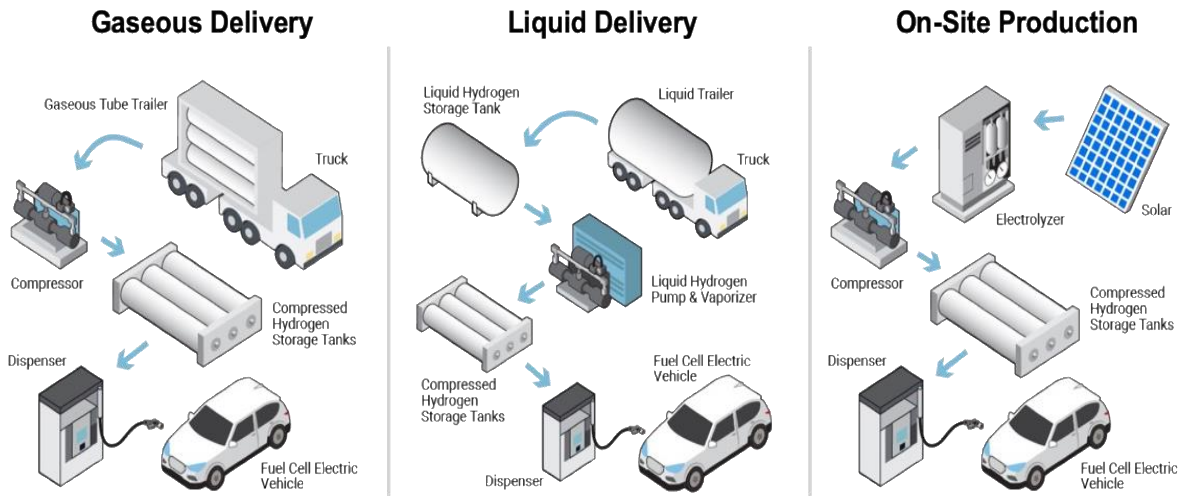 Gaseous Delivery
Gaseous Tube Trailer
Truck
Compressor
Compressed
Hydrogen
Storage Tanks
Dispenser
Fuel Cell Electric
Vehicle
Liquid Delivery
Liquid Hydrogen
Storage Tank
Liquid Trailer
Truck
Liquid Hydrogen
Pump & Vaporizer
Compressed
Hydrogen
Storage Tanks
Fuel Cell Electric
Vehicle
Dispenser
On-Site Production
Electrolyzer
Solar
Compressor
Compressed
Hydrogen
Storage Tanks
Dispenser
Fuel Cell Electric
Vehicle